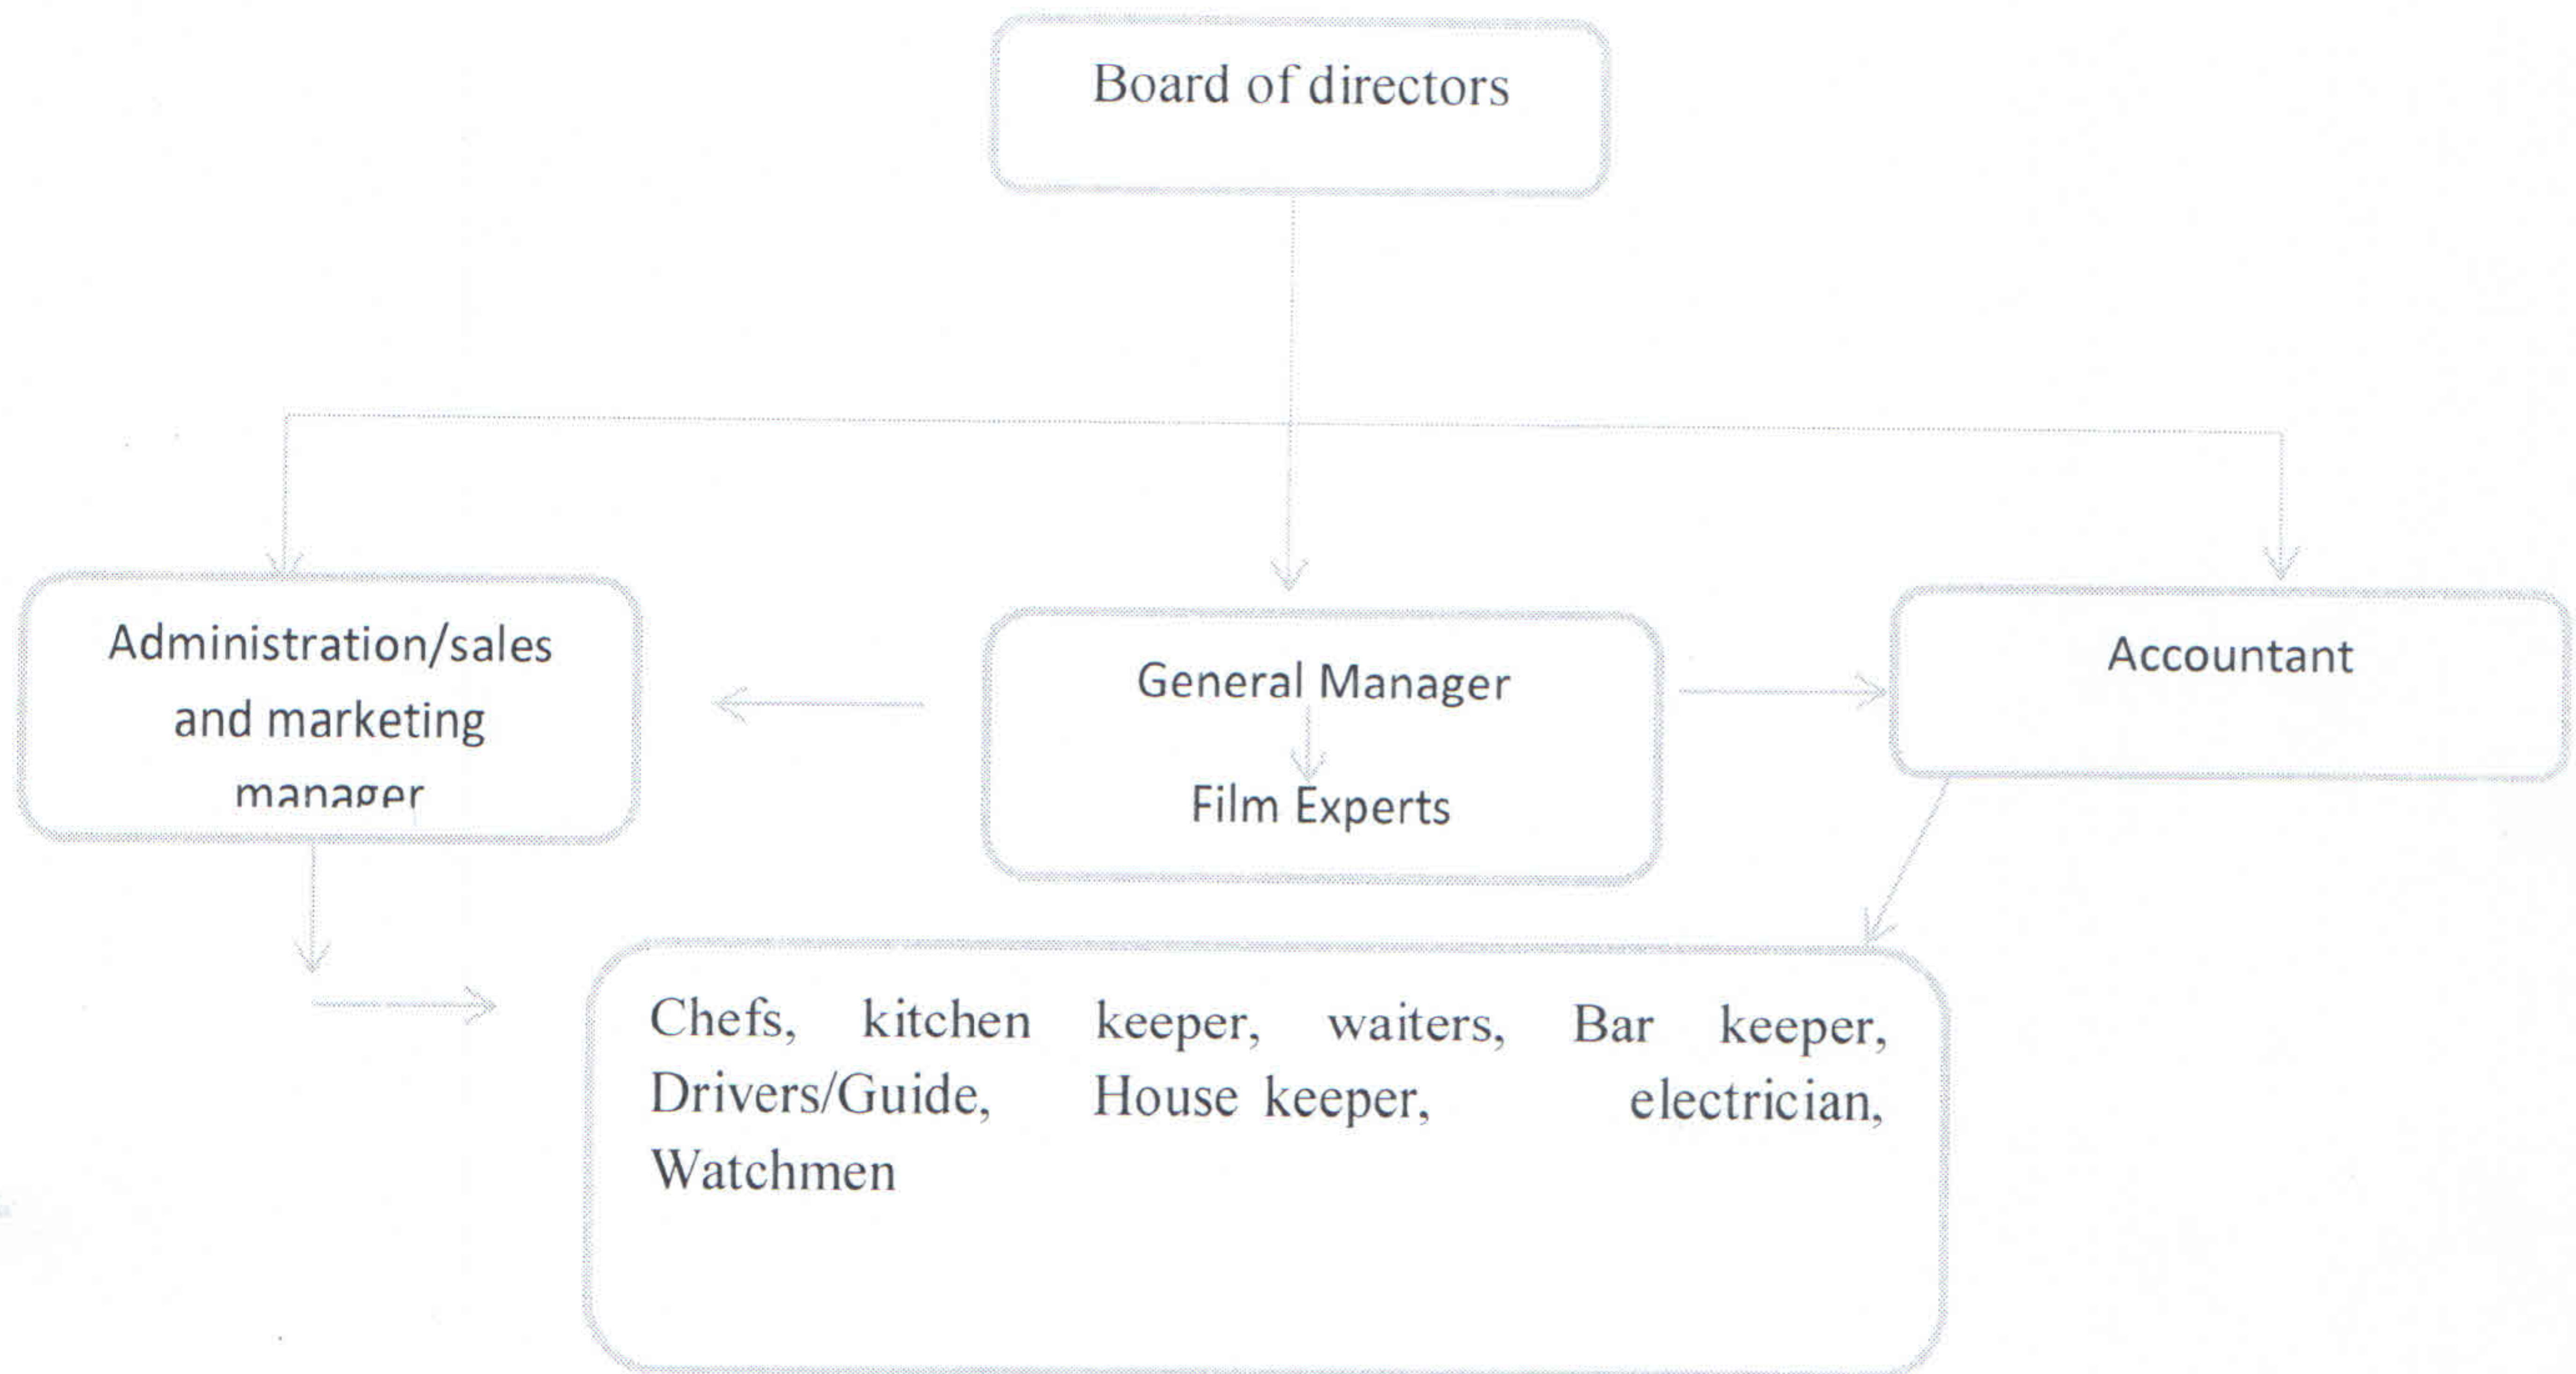 Board of directors
Administration/sales
and marketing
manager
General Manager
Film Experts
Accountant
Chefs, kitchen keeper, waiters, Bar keeper,
Drivers/Guide, House keeper, electrician,
Watchmen